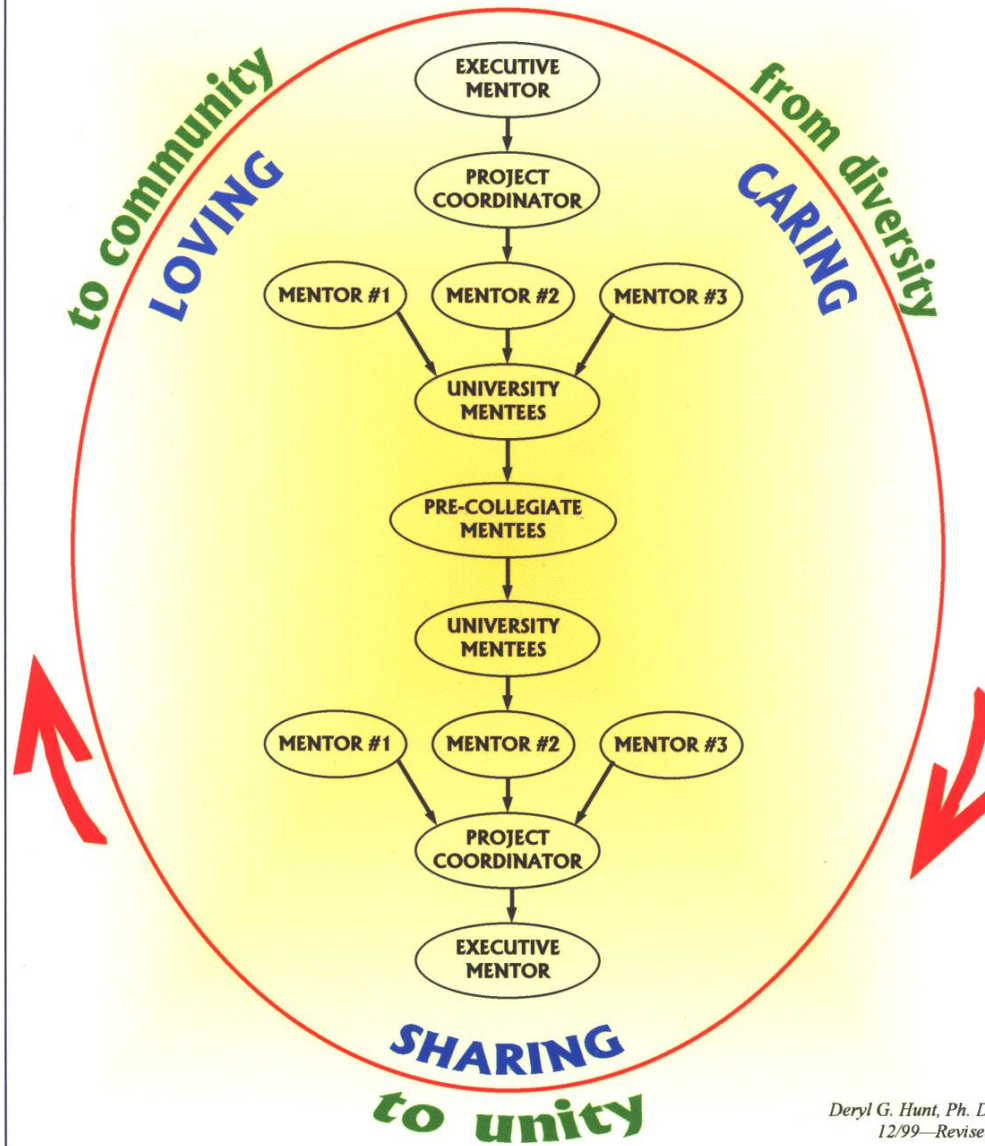 to community
LOVING
from diversity
CARING
EXECUTIVE
MENTOR
PROJECT
COORDINATOR
MENTOR #1
MENTOR #2
MENTOR #3
UNIVERSITY
MENTEES
PRE-COLLEGIATE
MENTEES
UNIVERSITY
MENTEES
MENTOR #1
MENTOR #2
MENTOR #3
PROJECT
COORDINATOR
EXECUTIVE
MENTOR
SHARING
to unity
Deryl G. Hunt, Ph. D
12/99—Revise